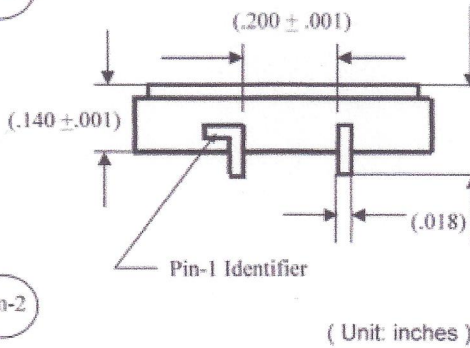 (.200 ± .001)
(.140 ±.001)
(.018)
Pin-1 Identifier
n-2
( Unit: inches )